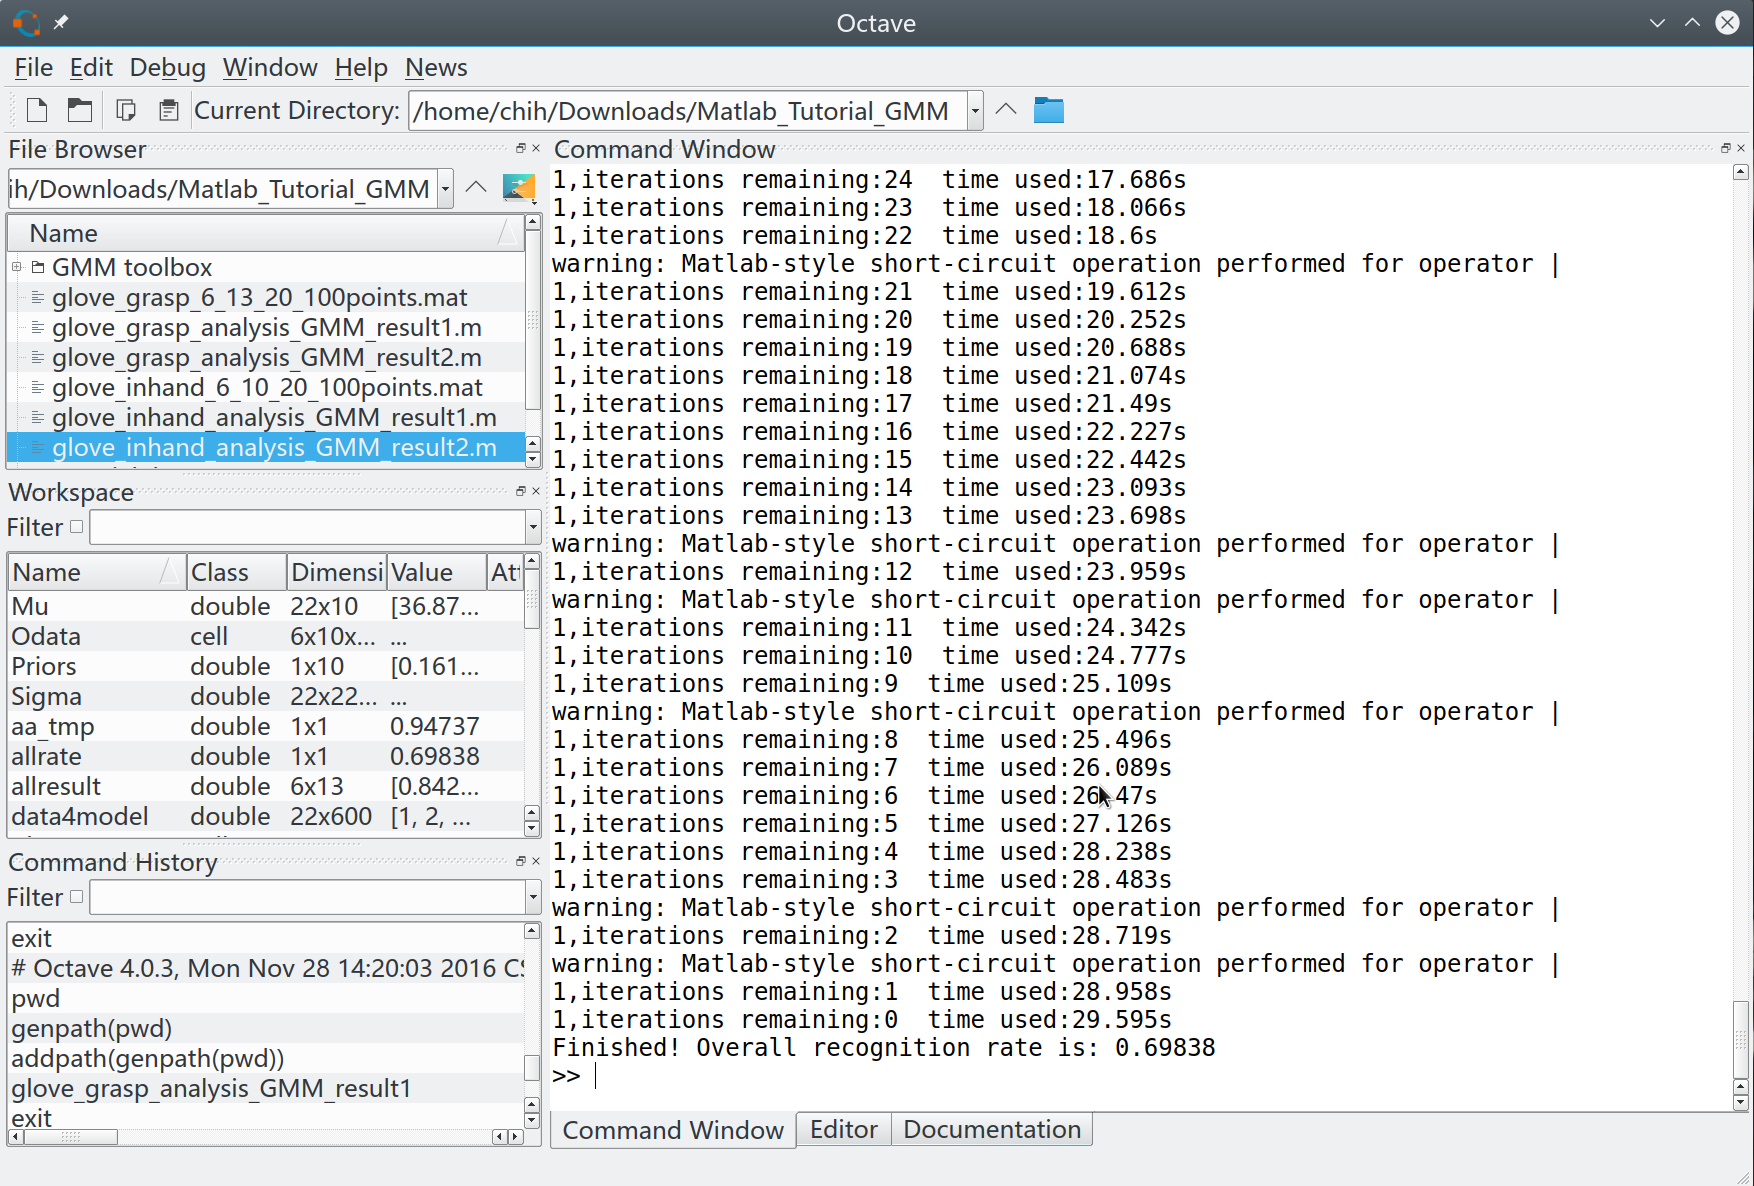 Octave
File Edit Debug Window Help News
Current Directory: /home/chih/Downloads/Matlab_Tutorial_GMM
File Browser
ih/Downloads/Matlab_Tutorial_GMM
Name
GMM toolbox
glove_grasp_6_13_20_100points.mat
glove_grasp_analysis_GMM_result1.m
glove_grasp_analysis_GMM_result2.m
glove_inhand_6_10_20_100points.mat
glove_inhand_analysis_GMM_result1.m
glove_inhand_analysis_GMM_result2.m
Workspace
Filter
Name Class Dimensi Value Att
Mu double 22x10 [36.87...
Odata cell 6x10x... ...
Priors double 1x10 [0.161...
Sigma double 22x22... ...
aa_tmp double 1x1 0.94737
allrate double 1x1 0.69838
allresult double 6x13 [0.842...
data4model double 22x600 [1, 2, ...
Command History
Filter
exit
# Octave 4.0.3, Mon Nov 28 14:20:03 2016 CS
pwd
genpath(pwd)
addpath(genpath(pwd))
glove_grasp_analysis_GMM_result1
exit
Command Window
1,iterations remaining:24  time used:17.686s
1,iterations remaining:23  time used:18.066s
1,iterations remaining:22  time used:18.6s
warning: Matlab-style short-circuit operation performed for operator |
1,iterations remaining:21  time used:19.612s
1,iterations remaining:20  time used:20.252s
1,iterations remaining:19  time used:20.688s
1,iterations remaining:18  time used:21.074s
1,iterations remaining:17  time used:21.49s
1,iterations remaining:16  time used:22.227s
1,iterations remaining:15  time used:22.442s
1,iterations remaining:14  time used:23.093s
1,iterations remaining:13  time used:23.698s
warning: Matlab-style short-circuit operation performed for operator |
1,iterations remaining:12  time used:23.959s
warning: Matlab-style short-circuit operation performed for operator |
1,iterations remaining:11  time used:24.342s
1,iterations remaining:10  time used:24.777s
1,iterations remaining:9  time used:25.109s
warning: Matlab-style short-circuit operation performed for operator |
1,iterations remaining:8  time used:25.496s
1,iterations remaining:7  time used:26.089s
1,iterations remaining:6  time used:26.47s
1,iterations remaining:5  time used:27.126s
1,iterations remaining:4  time used:28.238s
1,iterations remaining:3  time used:28.483s
warning: Matlab-style short-circuit operation performed for operator |
1,iterations remaining:2  time used:28.719s
warning: Matlab-style short-circuit operation performed for operator |
1,iterations remaining:1  time used:28.958s
1,iterations remaining:0  time used:29.595s
Finished! Overall recognition rate is: 0.69838
>>
Command Window Editor Documentation